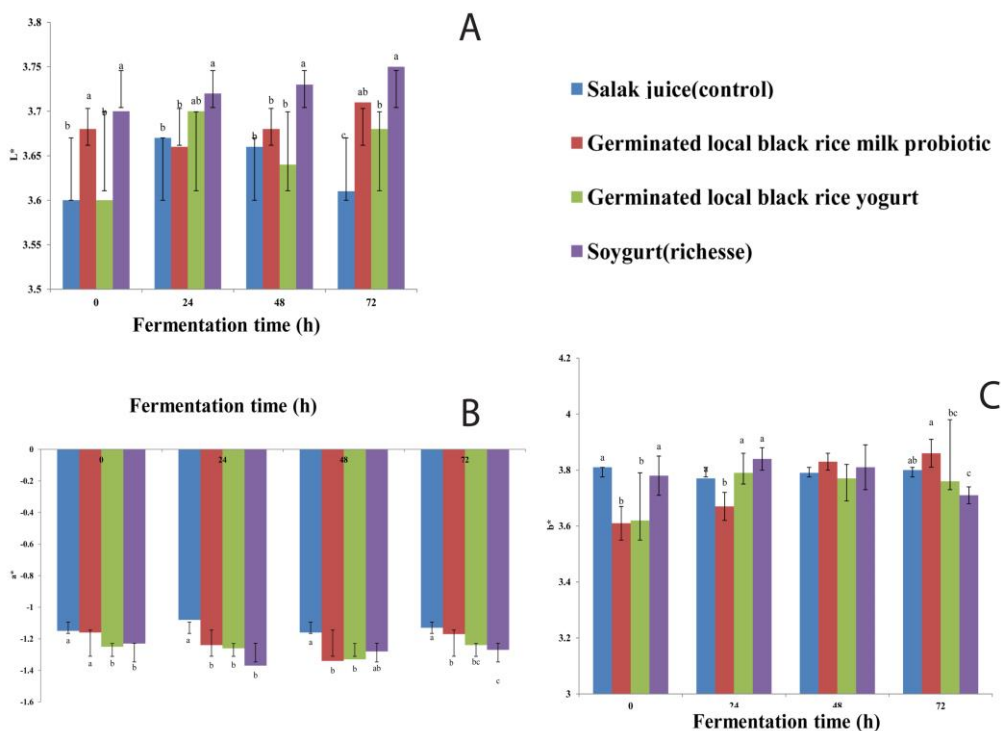 A
3.8
3.75
3.7
3.65
3.6
3.55
3.5
L*
b a b a
b b ab a
b b b a
c ab b a
0 24 48 72
Fermentation time (h)
Salak juice(control)
Germinated local black rice milk probiotic
Germinated local black rice yogurt
Soygurt(richesse)
Fermentation time (h)
B
0
-0.2
-0.4
-0.6
-0.8
-1
-1.2
-1.4
-1.6
a*
0 24 48 72
a a b b
a b b b
a b b ab
a b bc c
C
4.2
4
3.8
3.6
3.4
3.2
3
b*
a b b a
a b a a
ab a bc c
0 24 48 72
Fermentation time (h)